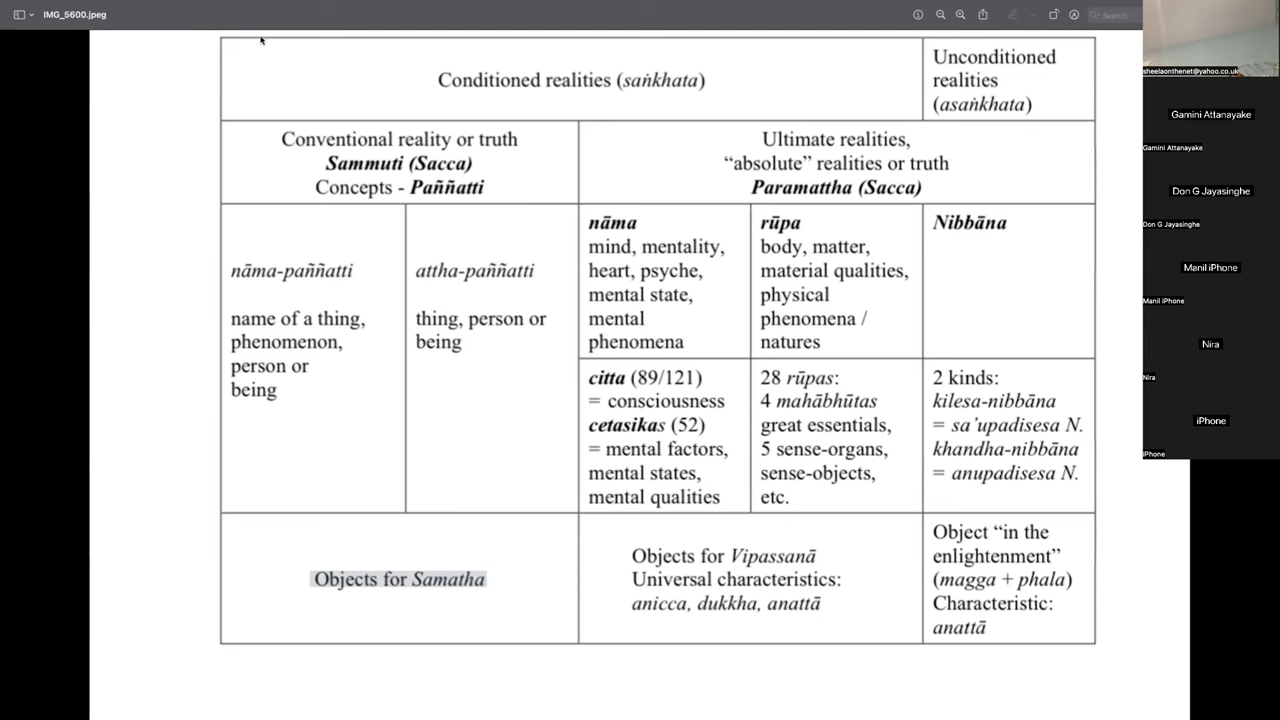 IMG_5600.jpeg
Search
Conditioned realities (saṅkhata)
Unconditioned
realities
(asaṅkhata)
Conventional reality or truth
Sammuti (Sacca)
Concepts - Paññatti
Ultimate realities,
“absolute” realities or truth
Paramattha (Sacca)
nāma-paññatti
name of a thing,
phenomenon,
person or
being
attha-paññatti
thing, person or
being
nāma
mind, mentality,
heart, psyche,
mental state,
mental
phenomena
rūpa
body, matter,
material qualities,
physical
phenomena /
natures
Nibbāna
citta (89/121)
= consciousness
cetasikas (52)
= mental factors,
mental states,
mental qualities
28 rūpas:
4 mahābhūtas
great essentials,
5 sense-organs,
sense-objects,
etc.
2 kinds:
kilesa-nibbāna
= sa’upadisesa N.
khandha-nibbāna
= anupadisesa N.
Objects for Samatha
Objects for Vipassanā
Universal characteristics:
anicca, dukkha, anattā
Object “in the
enlightenment”
(magga + phala)
Characteristic:
anattā
sheelaonthenet@yahoo.co.uk
Gamini Attanayake
Gamini Attanayake
Don G Jayasinghe
Don G Jayasinghe
Manil iPhone
Manil iPhone
Nira
Nira
iPhone
iPhone